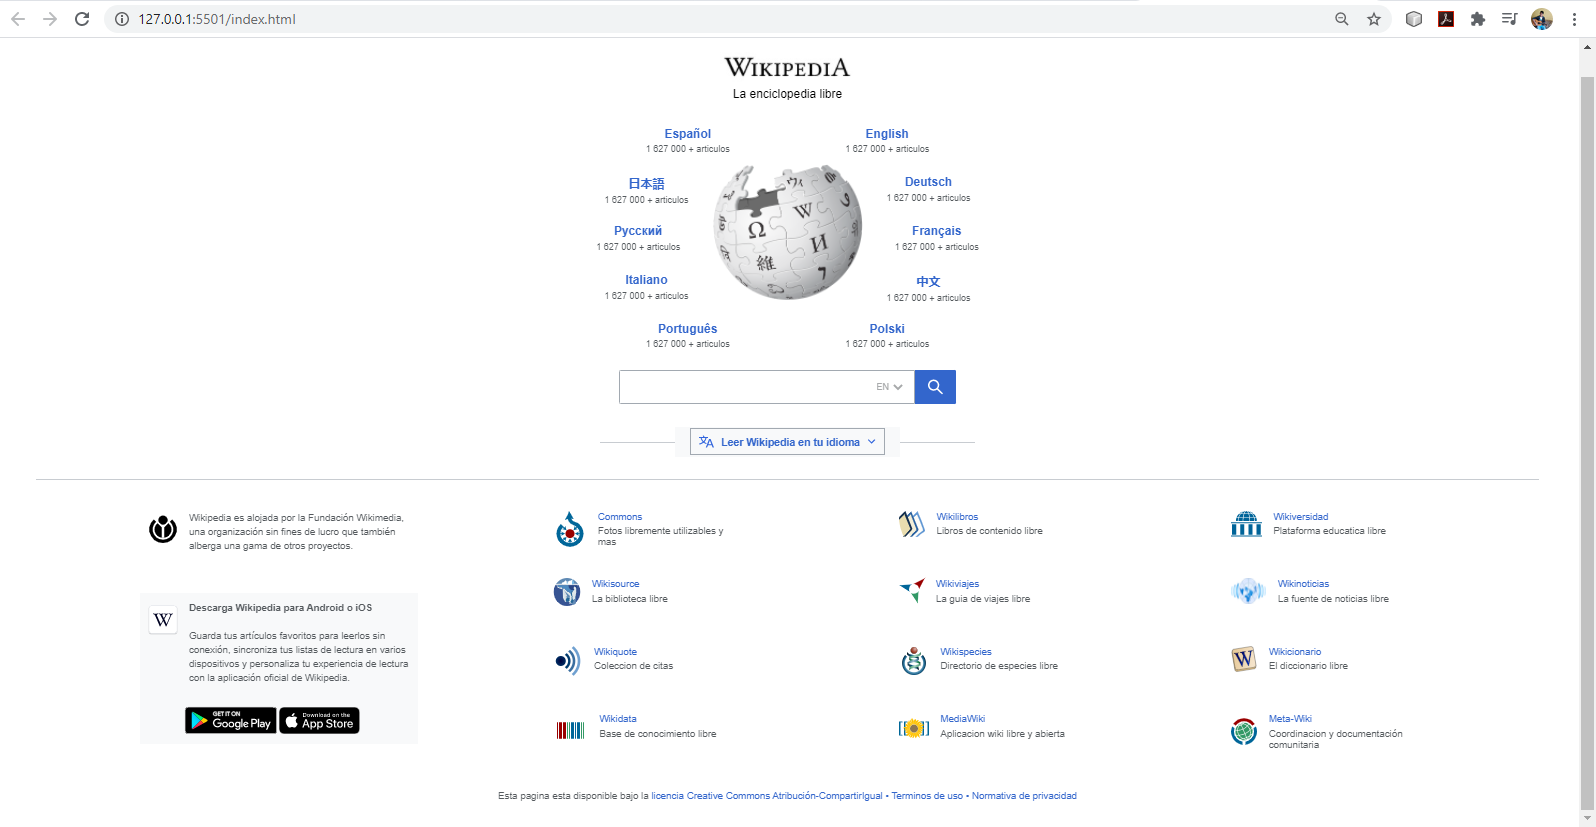 127.0.0.1:5501/index.html
WIKIPEDIA
La enciclopedia libre
Español
1 627 000 + articulos
English
1 627 000 + articulos
日本語
1 627 000 + articulos
Deutsch
1 627 000 + articulos
Русский
1 627 000 + articulos
Français
1 627 000 + articulos
Italiano
1 627 000 + articulos
中文
1 627 000 + articulos
Português
1 627 000 + articulos
Polski
1 627 000 + articulos
Ω
W
И
維
EN
Leer Wikipedia en tu idioma
Wikipedia es alojada por la Fundación Wikimedia,
una organización sin fines de lucro que también
alberga una gama de otros proyectos.
W
Descarga Wikipedia para Android o iOS
Guarda tus artículos favoritos para leerlos sin
conexión, sincroniza tus listas de lectura en varios
dispositivos y personaliza tu experiencia de lectura
con la aplicación oficial de Wikipedia.
GET IT ON
Google Play
Download on the
App Store
Commons
Fotos libremente utilizables y
mas
Wikilibros
Libros de contenido libre
Wikiversidad
Plataforma educatica libre
Wikisource
La biblioteca libre
Wikiviajes
La guia de viajes libre
Wikinoticias
La fuente de noticias libre
Wikiquote
Coleccion de citas
Wikispecies
Directorio de especies libre
W
Wikicionario
El diccionario libre
Wikidata
Base de conocimiento libre
MediaWiki
Aplicacion wiki libre y abierta
Meta-Wiki
Coordinacion y documentación
comunitaria
Esta pagina esta disponible bajo la licencia Creative Commons Atribución-CompartirIgual • Terminos de uso • Normativa de privacidad